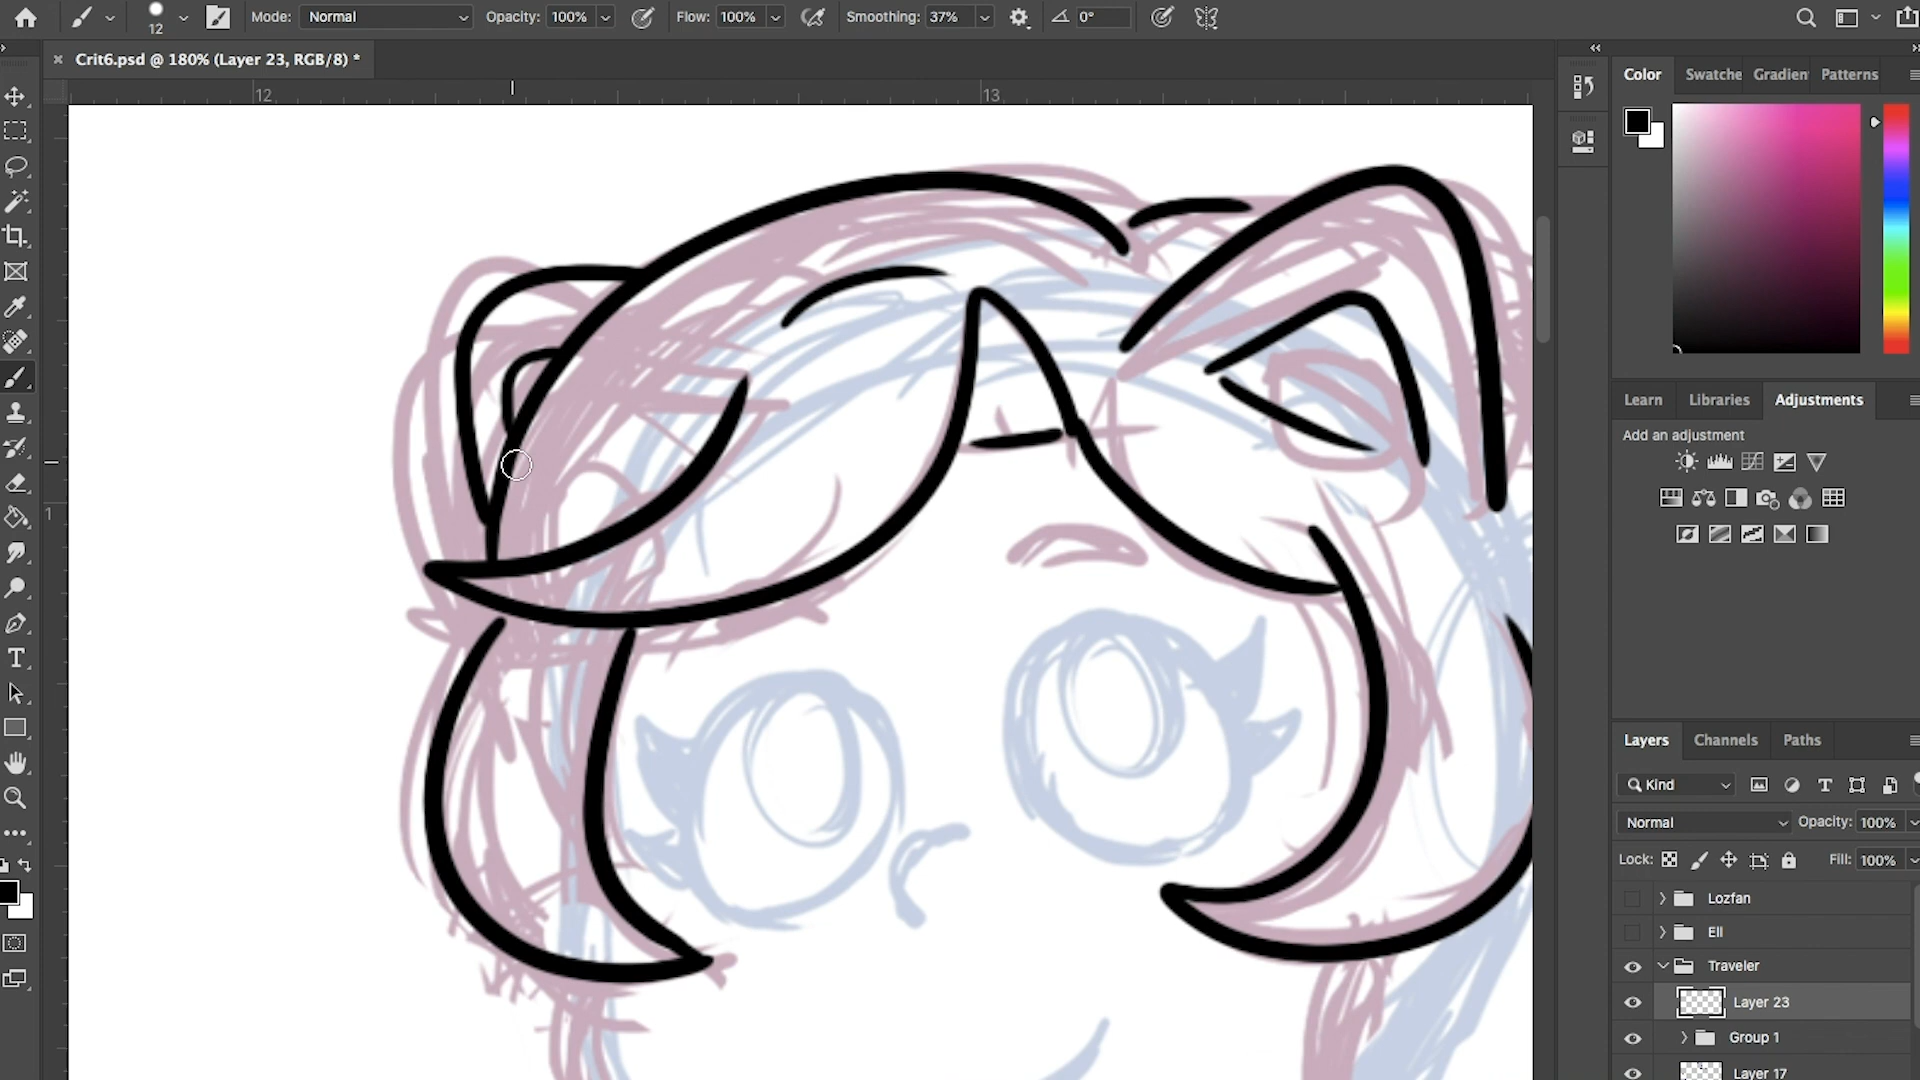 12
Mode: Normal
Opacity: 100%
Flow: 100%
Smoothing: 37%
0°
Crit6.psd @ 180% (Layer 23, RGB/8) *
12
13
1
Color
Swatche
Gradien
Patterns
Learn
Libraries
Adjustments
Add an adjustment
Layers
Channels
Paths
Kind
Normal
Opacity: 100%
Lock:
Fill: 100%
Lozfan
Ell
Traveler
Layer 23
Group 1
Layer 17